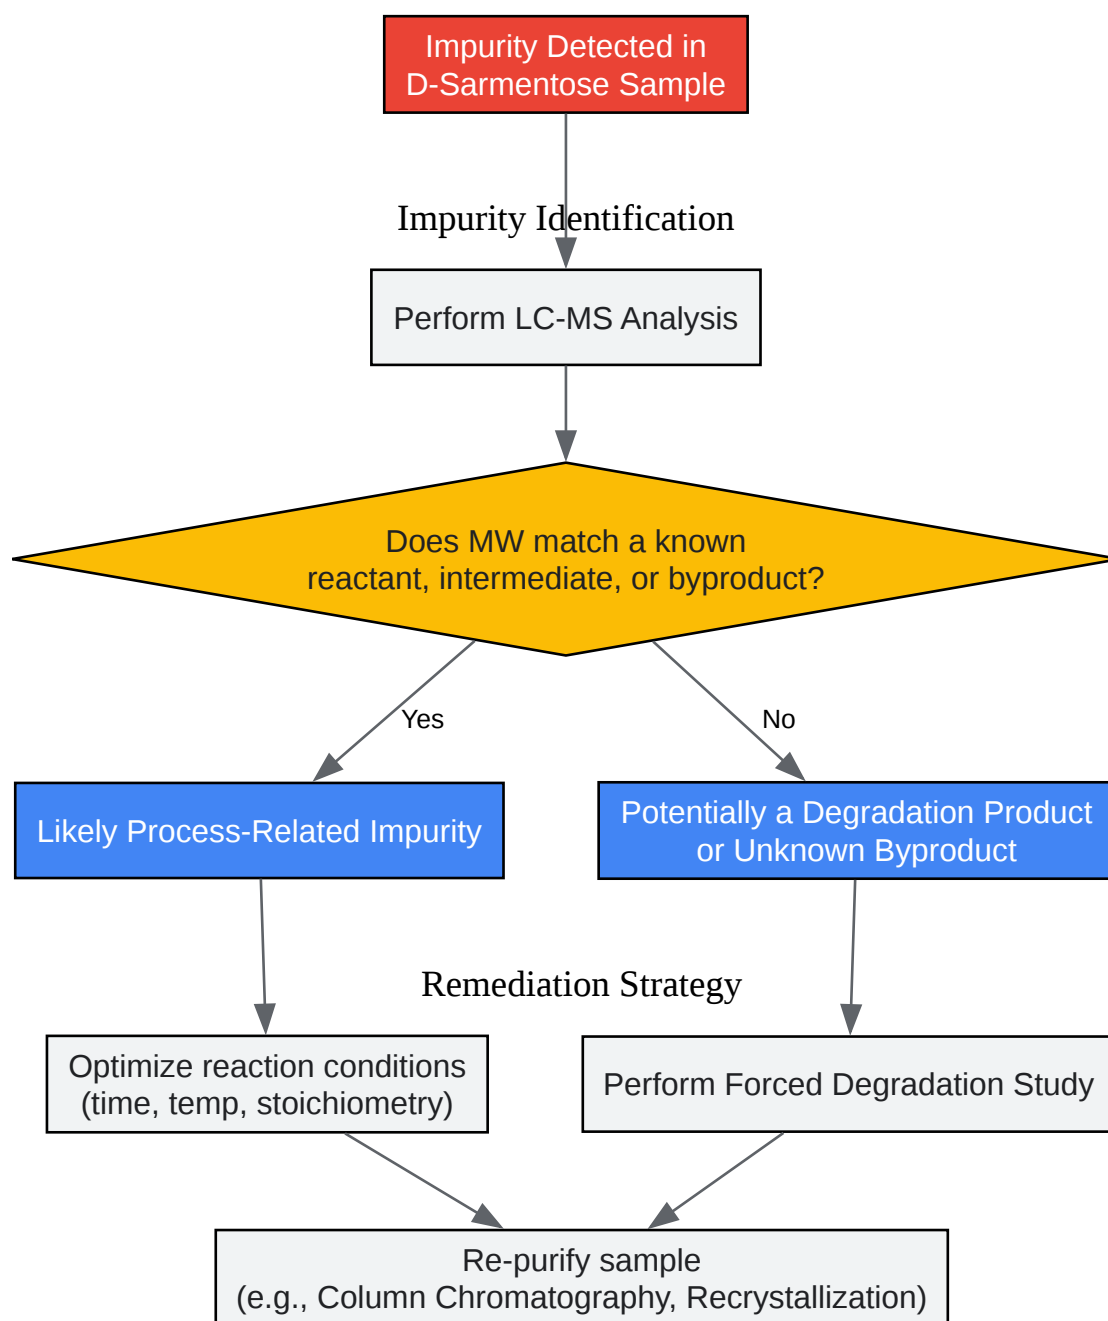 Impurity Detected in
D-Sarmentose Sample
Impurity Identification
Perform LC-MS Analysis
Does MW match a known
reactant, intermediate, or byproduct?
Yes
No
Likely Process-Related Impurity
Potentially a Degradation Product
or Unknown Byproduct
Remediation Strategy
Optimize reaction conditions
(time, temp, stoichiometry)
Perform Forced Degradation Study
Re-purify sample
(e.g., Column Chromatography, Recrystallization)